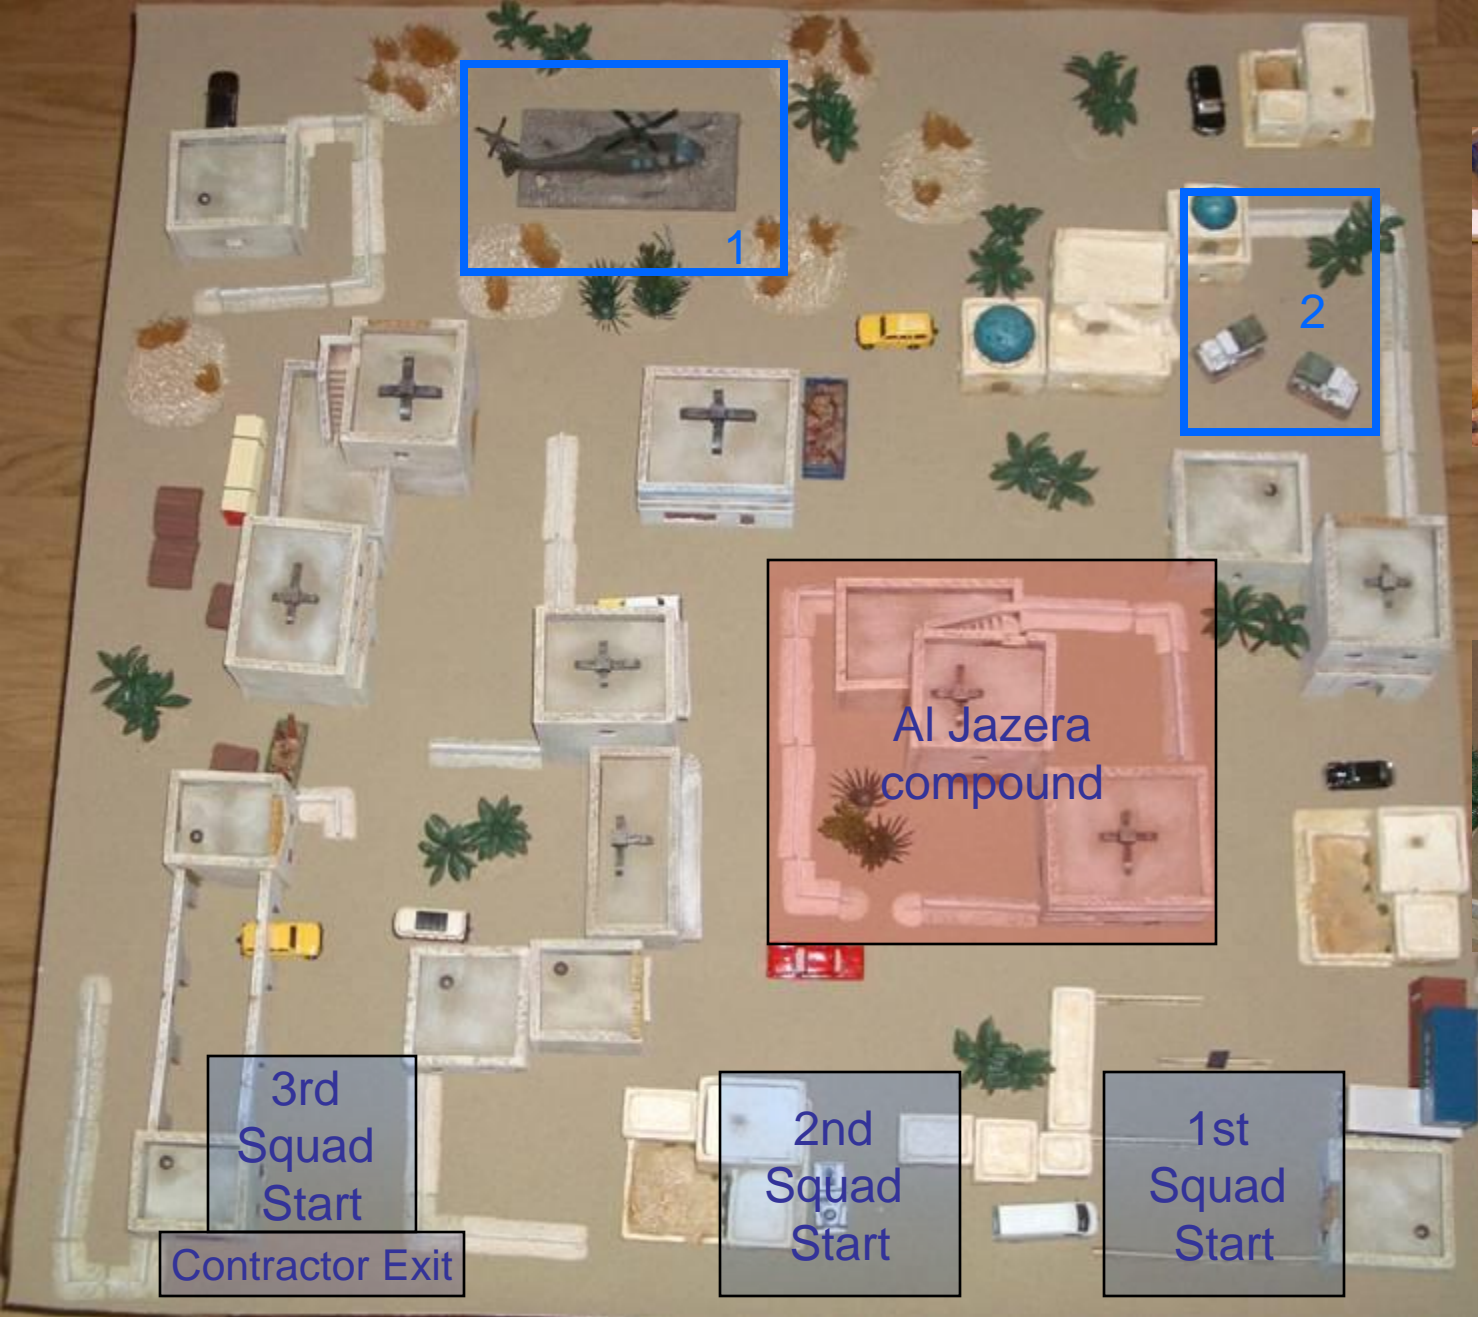 1
2
Al Jazera
compound
3rd
Squad
Start
2nd
Squad
Start
1st
Squad
Start
Contractor Exit